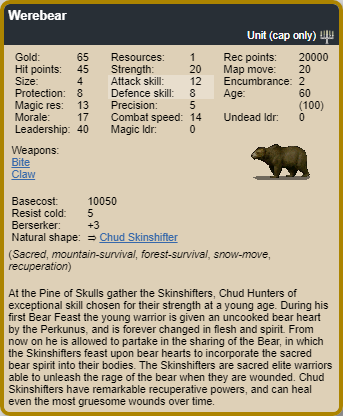 Werebear
Unit (cap only)
Gold: 65 Resources: 1 Rec points: 20000
Hit points: 45 Strength: 20 Map move: 20
Size: 4 Attack skill: 12 Encumbrance: 2
Protection: 8 Defence skill: 8 Age: 60
Magic res: 13 Precision: 5 (100)
Morale: 17 Combat speed: 14 Undead ldr: 0
Leadership: 40 Magic ldr: 0
Weapons:
Bite
Claw
Basecost: 10050
Resist cold: 5
Berserker: +3
Natural shape: ⇒ Chud Skinshifter
(Sacred, mountain-survival, forest-survival, snow-move,
recuperation)
At the Pine of Skulls gather the Skinshifters, Chud Hunters of
exceptional skill chosen for their strength at a young age. During his
first Bear Feast the young warrior is given an uncooked bear heart
by the Perkunus, and is forever changed in flesh and spirit. From
now on he is allowed to partake in the sharing of the Bear, in which
the Skinshifters feast upon bear hearts to incorporate the sacred
bear spirit into their bodies. The Skinshifters are sacred elite warriors
able to unleash the rage of the bear when they are wounded. Chud
Skinshifters have remarkable recuperative powers, and can heal
even the most gruesome wounds over time.